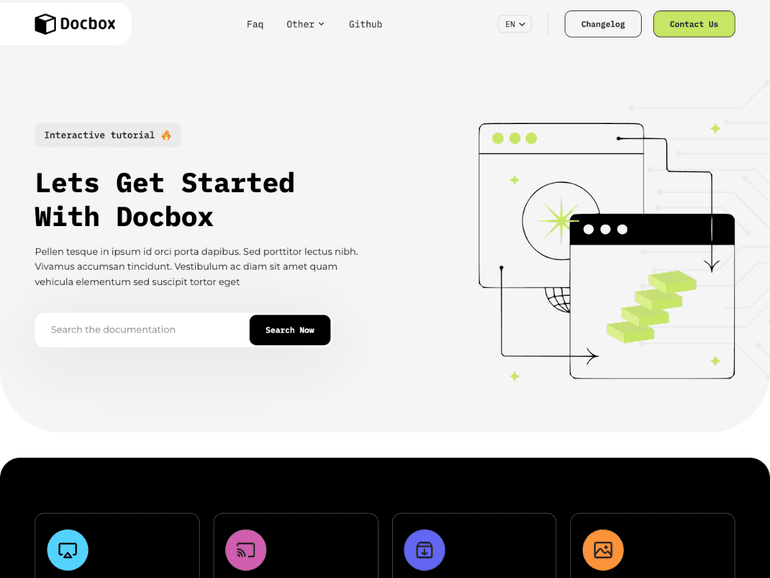 Docbox
Faq
Other
Github
EN
Changelog
Contact Us
Interactive tutorial 🔥
Lets Get Started
With Docbox
Pellen tesque in ipsum id orci porta dapibus. Sed porttitor lectus nibh.
Vivamus accumsan tincidunt. Vestibulum ac diam sit amet quam
vehicula elementum sed suscipit tortor eget
Search the documentation
Search Now